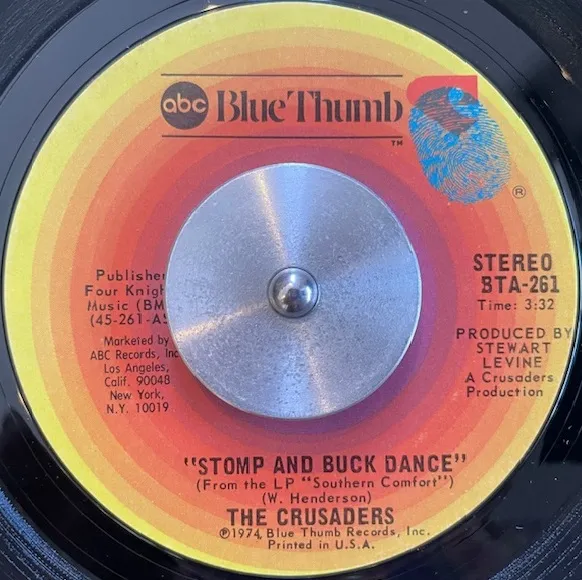 abc Blue Thumb
TM
®
STEREO
BTA-261
Time: 3:32
Publisher
Four Knigh
Music (BM
(45-261-AS
Marketed by
ABC Records, Inc
Los Angeles,
Calif. 90048
New York,
N.Y. 10019
PRODUCED BY
STEWART
LEVINE
A Crusaders
Production
"STOMP AND BUCK DANCE"
(From the LP "Southern Comfort")
(W. Henderson)
THE CRUSADERS
℗1974, Blue Thumb Records, Inc.
Printed in U.S.A.